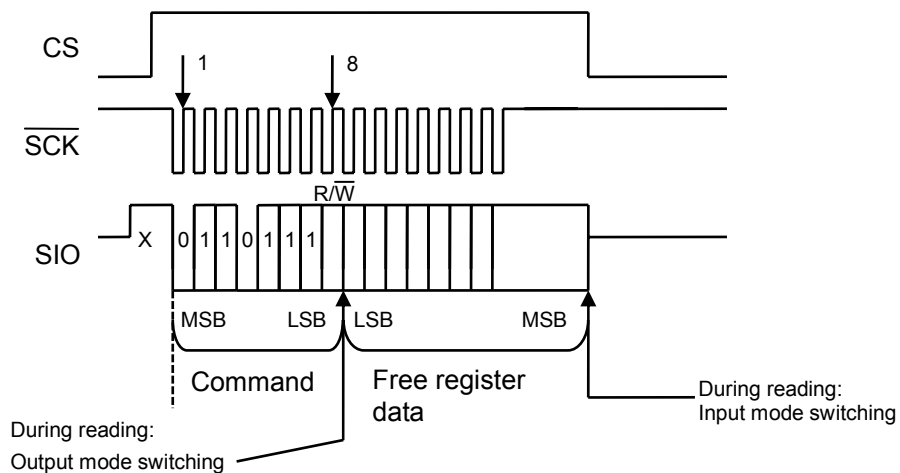 CS
1
8
SCK
R/W
SIO
X
0 1 1 0 1 1 1
MSB LSB LSB MSB
Command
Free register
data
During reading:
Input mode switching
During reading:
Output mode switching